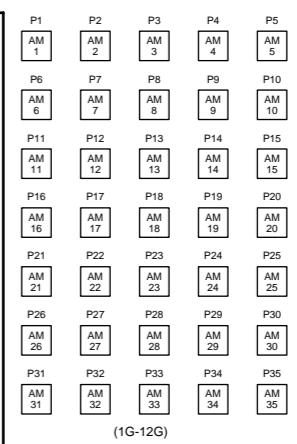 P1 P2 P3 P4 P5
AM AM AM AM AM
1 2 3 4 5
P6 P7 P8 P9 P10
AM AM AM AM AM
6 7 8 9 10
P11 P12 P13 P14 P15
AM AM AM AM AM
11 12 13 14 15
P16 P17 P18 P19 P20
AM AM AM AM AM
16 17 18 19 20
P21 P22 P23 P24 P25
AM AM AM AM AM
21 22 23 24 25
P26 P27 P28 P29 P30
AM AM AM AM AM
26 27 28 29 30
P31 P32 P33 P34 P35
AM AM AM AM AM
31 32 33 34 35
(1G-12G)